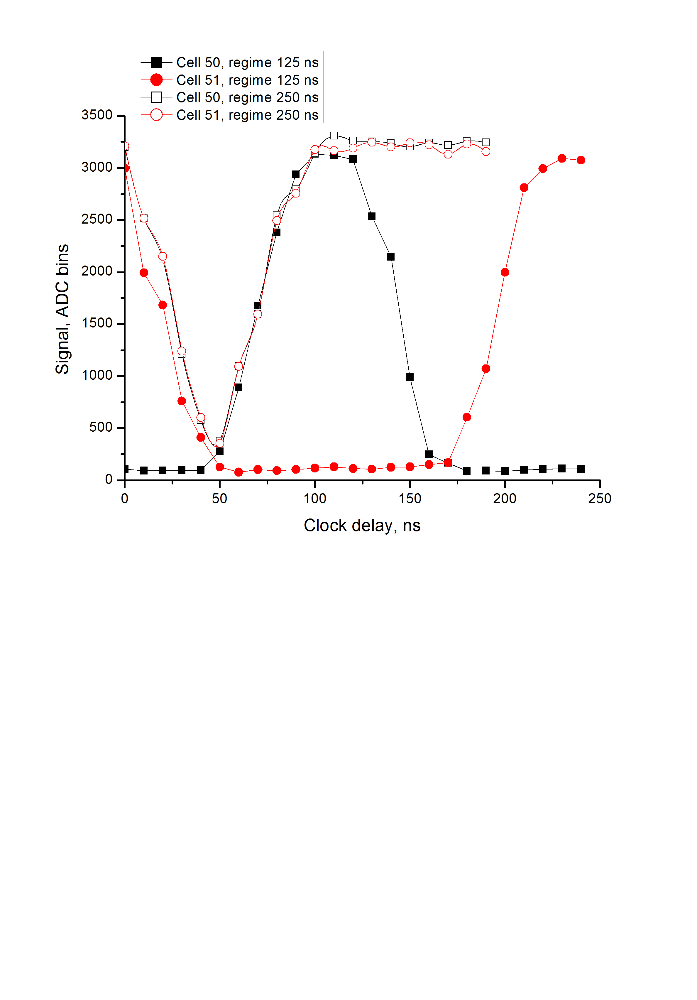 Cell 50, regime 125 ns
Cell 51, regime 125 ns
Cell 50, regime 250 ns
Cell 51, regime 250 ns
3500
3000
2500
2000
1500
1000
500
0
Signal, ADC bins
0 50 100 150 200 250
Clock delay, ns